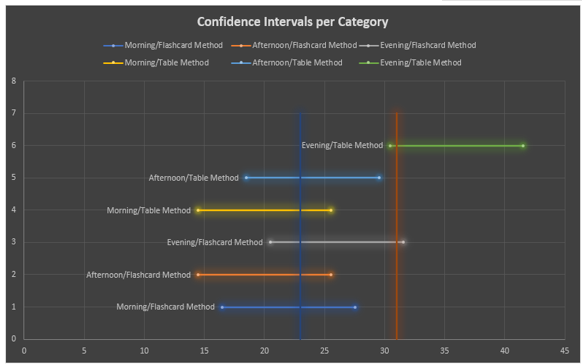 Confidence Intervals per Category
Morning/Flashcard Method Afternoon/Flashcard Method Evening/Flashcard Method
Morning/Table Method Afternoon/Table Method Evening/Table Method
8
7
6 Evening/Table Method
5 Afternoon/Table Method
4 Morning/Table Method
3 Evening/Flashcard Method
2 Afternoon/Flashcard Method
1 Morning/Flashcard Method
0
0 5 10 15 20 25 30 35 40 45